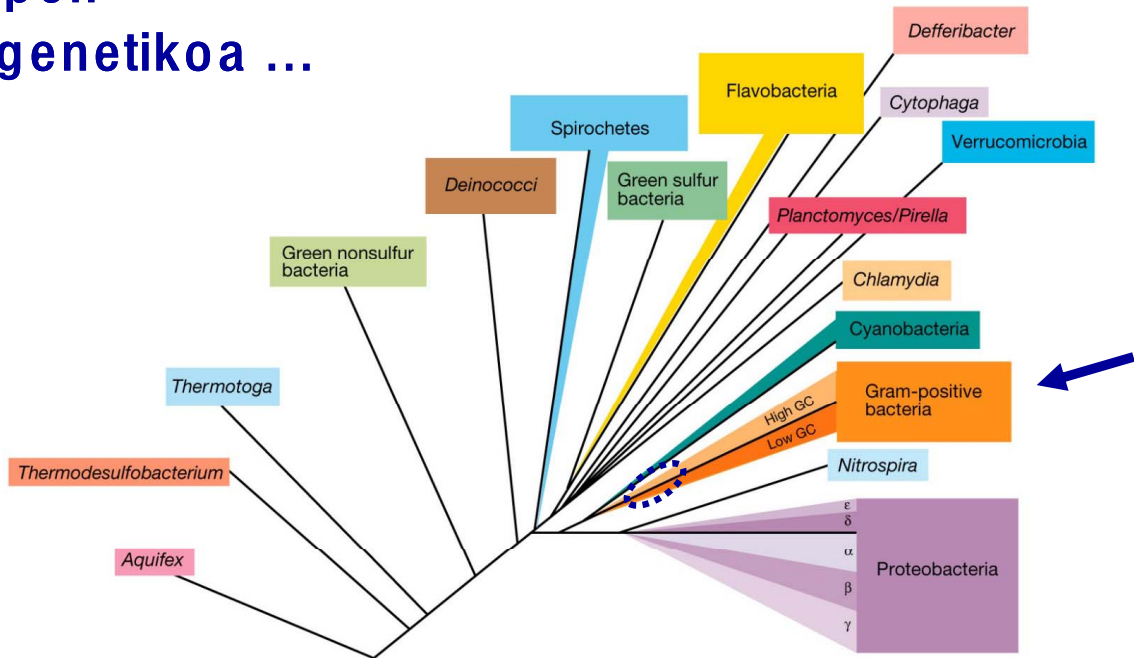 genetikoa ...
Defferibacter
Flavobacteria
Cytophaga
Spirochetes
Verrucomicrobia
Deinococci
Green sulfur
bacteria
Planctomyces/Pirella
Green nonsulfur
bacteria
Chlamydia
Cyanobacteria
Thermotoga
Gram-positive
bacteria
High GC
Low GC
Thermodesulfobacterium
Nitrospira
ε
δ
Aquifex
α
Proteobacteria
β
γ